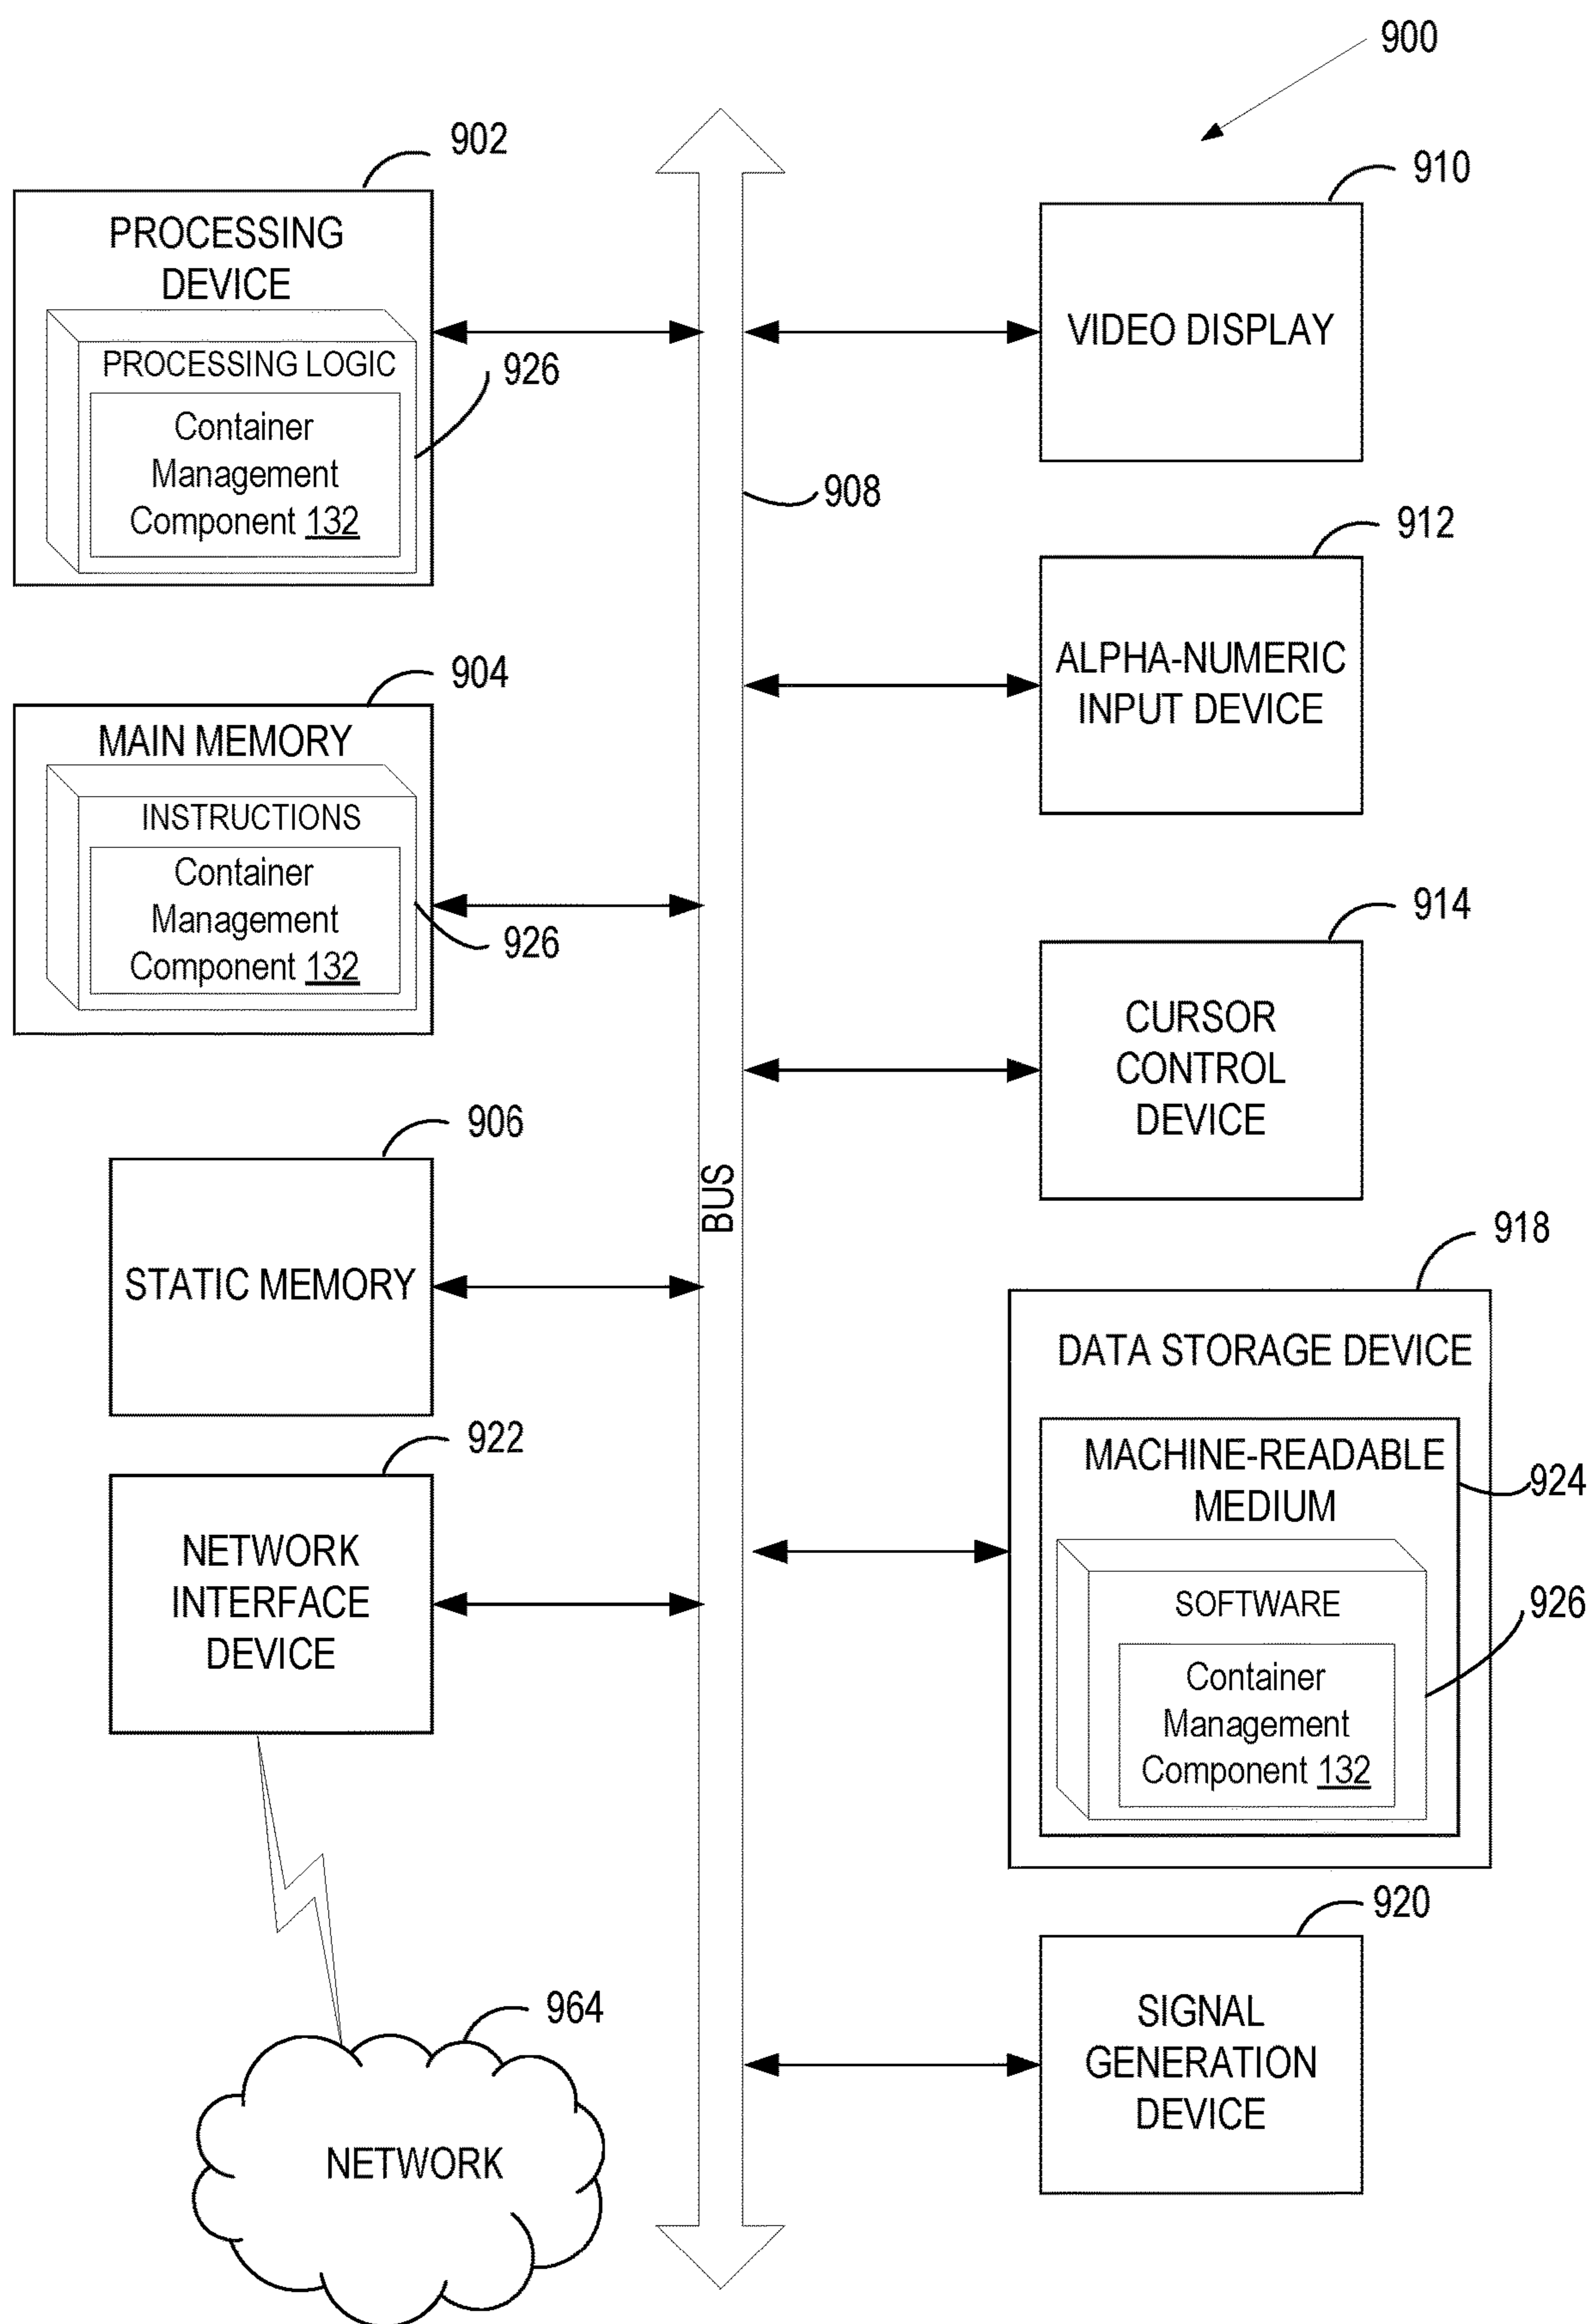 900
902
PROCESSING
DEVICE
PROCESSING LOGIC
926
Container
Management
Component 132
904
MAIN MEMORY
INSTRUCTIONS
Container
Management
Component 132
926
906
STATIC MEMORY
922
NETWORK
INTERFACE
DEVICE
964
NETWORK
BUS
908
910
VIDEO DISPLAY
912
ALPHA-NUMERIC
INPUT DEVICE
914
CURSOR
CONTROL
DEVICE
918
DATA STORAGE DEVICE
MACHINE-READABLE
MEDIUM
924
SOFTWARE
926
Container
Management
Component 132
920
SIGNAL
GENERATION
DEVICE